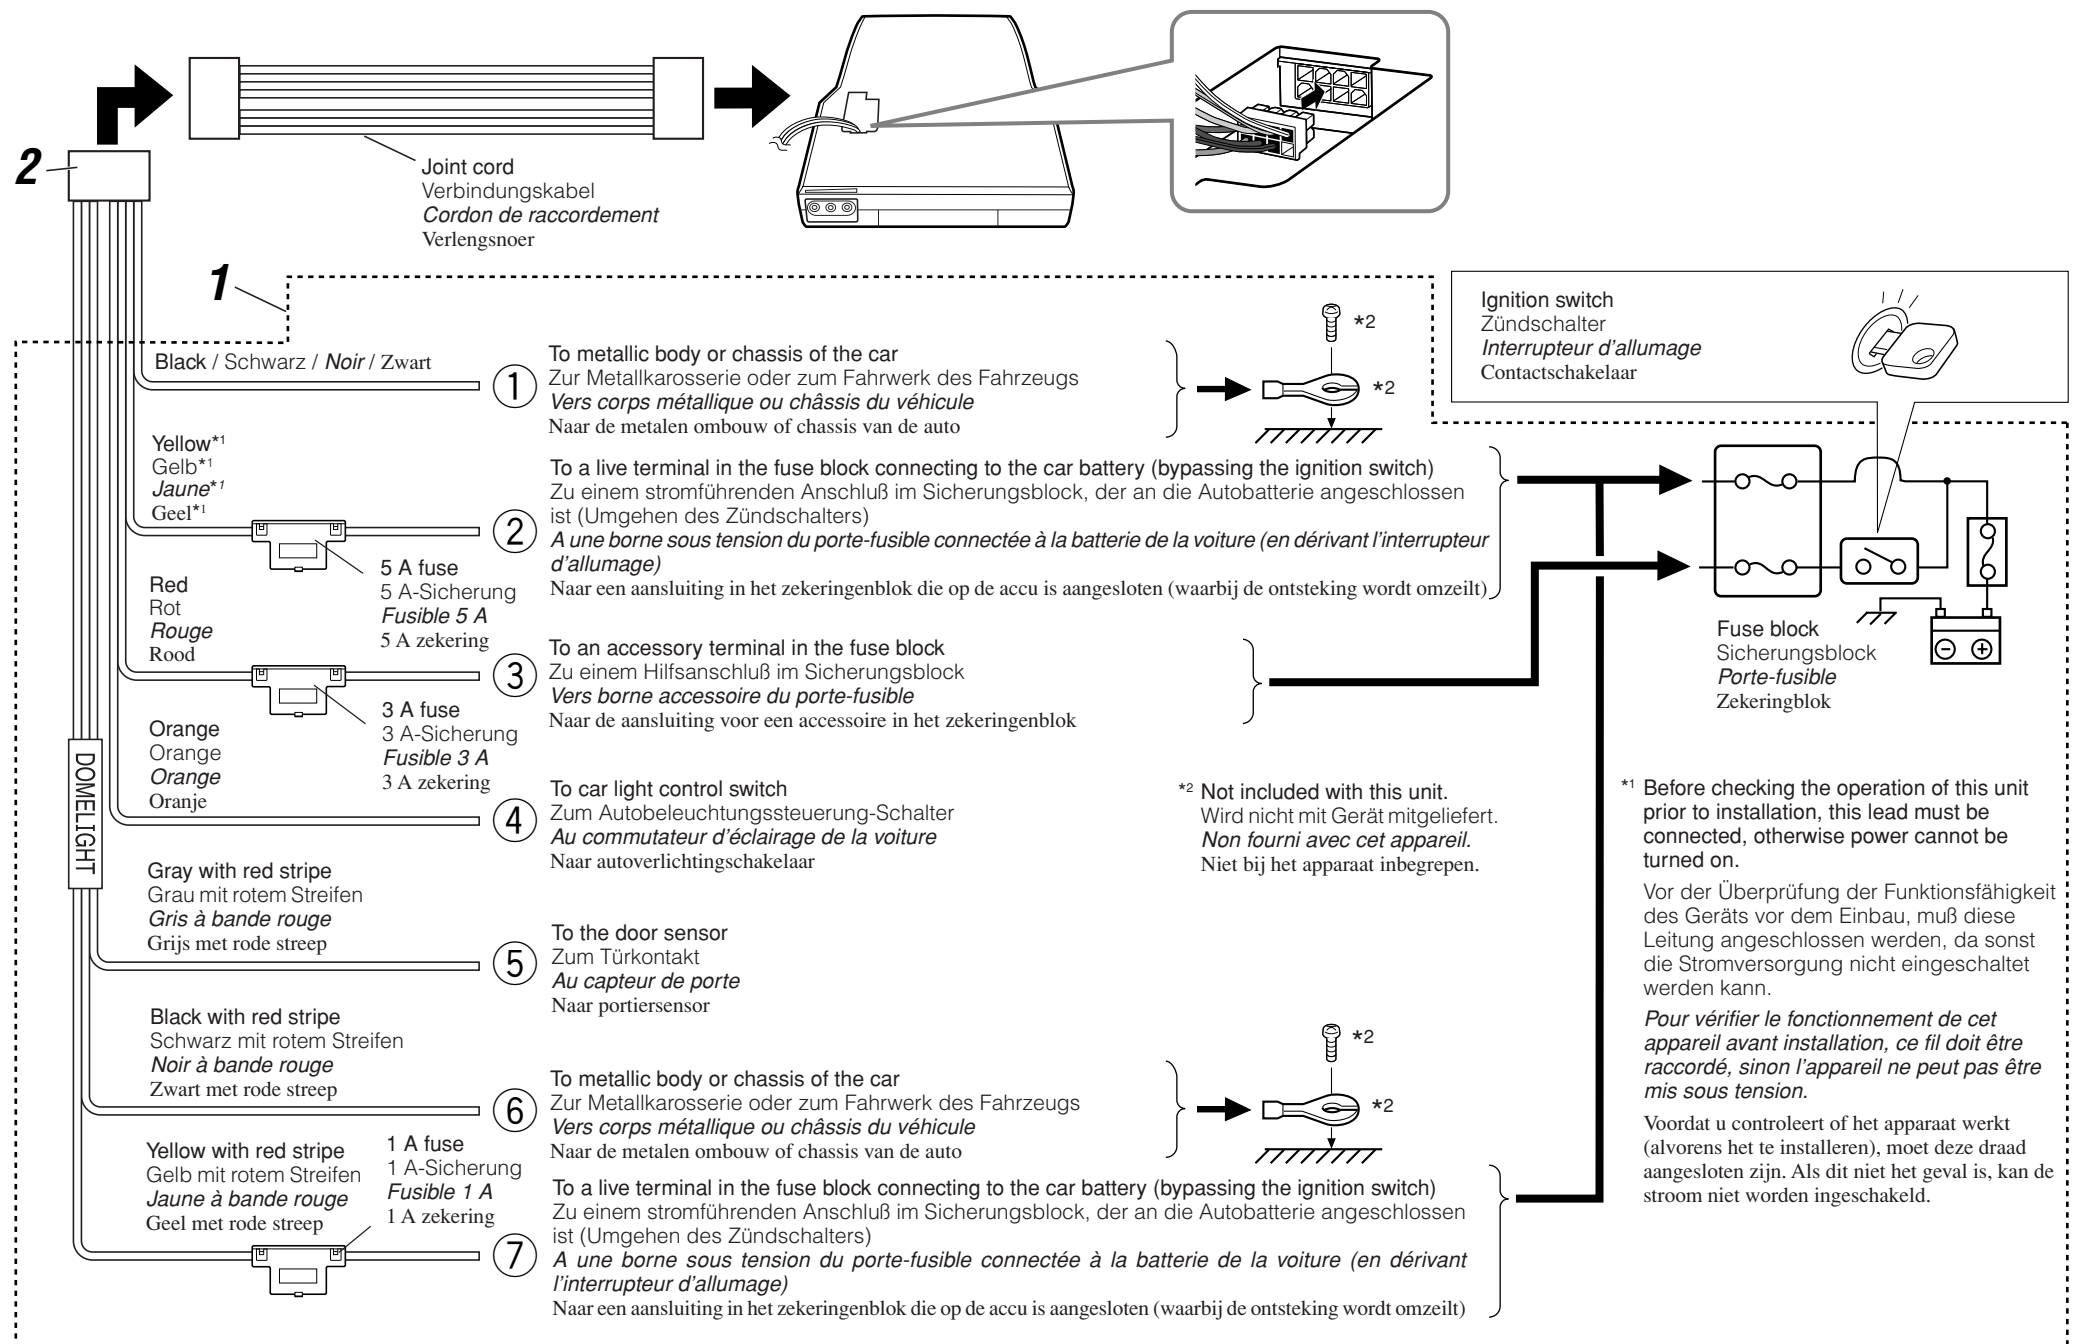 2
Joint cord
Verbindungskabel
Cordon de raccordement
Verlengsnoer
1
Ignition switch
Zündschalter
Interrupteur d'allumage
Contactschakelaar
Black / Schwarz / Noir / Zwart
1
To metallic body or chassis of the car
Zur Metallkarosserie oder zum Fahrwerk des Fahrzeugs
Vers corps métallique ou châssis du véhicule
Naar de metalen ombouw of chassis van de auto
*2
*2
Yellow*1
Gelb*1
Jaune*1
Geel*1
2
To a live terminal in the fuse block connecting to the car battery (bypassing the ignition switch)
Zu einem stromführenden Anschluß im Sicherungsblock, der an die Autobatterie angeschlossen
ist (Umgehen des Zündschalters)
A une borne sous tension du porte-fusible connectée à la batterie de la voiture (en dérivant l'interrupteur
d'allumage)
Naar een aansluiting in het zekeringenblok die op de accu is aangesloten (waarbij de ontsteking wordt omzeilt)
5 A fuse
5 A-Sicherung
Fusible 5 A
5 A zekering
Red
Rot
Rouge
Rood
3
To an accessory terminal in the fuse block
Zu einem Hilfsanschluß im Sicherungsblock
Vers borne accessoire du porte-fusible
Naar de aansluiting voor een accessoire in het zekeringenblok
Fuse block
Sicherungsblock
Porte-fusible
Zekeringblok
- +
3 A fuse
3 A-Sicherung
Fusible 3 A
3 A zekering
Orange
Orange
Orange
Oranje
DOMELIGHT
4
To car light control switch
Zum Autobeleuchtungssteuerung-Schalter
Au commutateur d'éclairage de la voiture
Naar autoverlichtingschakelaar
*2 Not included with this unit.
Wird nicht mit Gerät mitgeliefert.
Non fourni avec cet appareil.
Niet bij het apparaat inbegrepen.
*1 Before checking the operation of this unit
prior to installation, this lead must be
connected, otherwise power cannot be
turned on.
Vor der Überprüfung der Funktionsfähigkeit
des Geräts vor dem Einbau, muß diese
Leitung angeschlossen werden, da sonst
die Stromversorgung nicht eingeschaltet
werden kann.
Pour vérifier le fonctionnement de cet
appareil avant installation, ce fil doit être
raccordé, sinon l'appareil ne peut pas être
mis sous tension.
Voordat u controleert of het apparaat werkt
(alvorens het te installeren), moet deze draad
aangesloten zijn. Als dit niet het geval is, kan de
stroom niet worden ingeschakeld.
Gray with red stripe
Grau mit rotem Streifen
Gris à bande rouge
Grijs met rode streep
5
To the door sensor
Zum Türkontakt
Au capteur de porte
Naar portiersensor
Black with red stripe
Schwarz mit rotem Streifen
Noir à bande rouge
Zwart met rode streep
6
To metallic body or chassis of the car
Zur Metallkarosserie oder zum Fahrwerk des Fahrzeugs
Vers corps métallique ou châssis du véhicule
Naar de metalen ombouw of chassis van de auto
*2
*2
Yellow with red stripe
Gelb mit rotem Streifen
Jaune à bande rouge
Geel met rode streep
1 A fuse
1 A-Sicherung
Fusible 1 A
1 A zekering
7
To a live terminal in the fuse block connecting to the car battery (bypassing the ignition switch)
Zu einem stromführenden Anschluß im Sicherungsblock, der an die Autobatterie angeschlossen
ist (Umgehen des Zündschalters)
A une borne sous tension du porte-fusible connectée à la batterie de la voiture (en dérivant
l'interrupteur d'allumage)
Naar een aansluiting in het zekeringenblok die op de accu is aangesloten (waarbij de ontsteking wordt omzeilt)